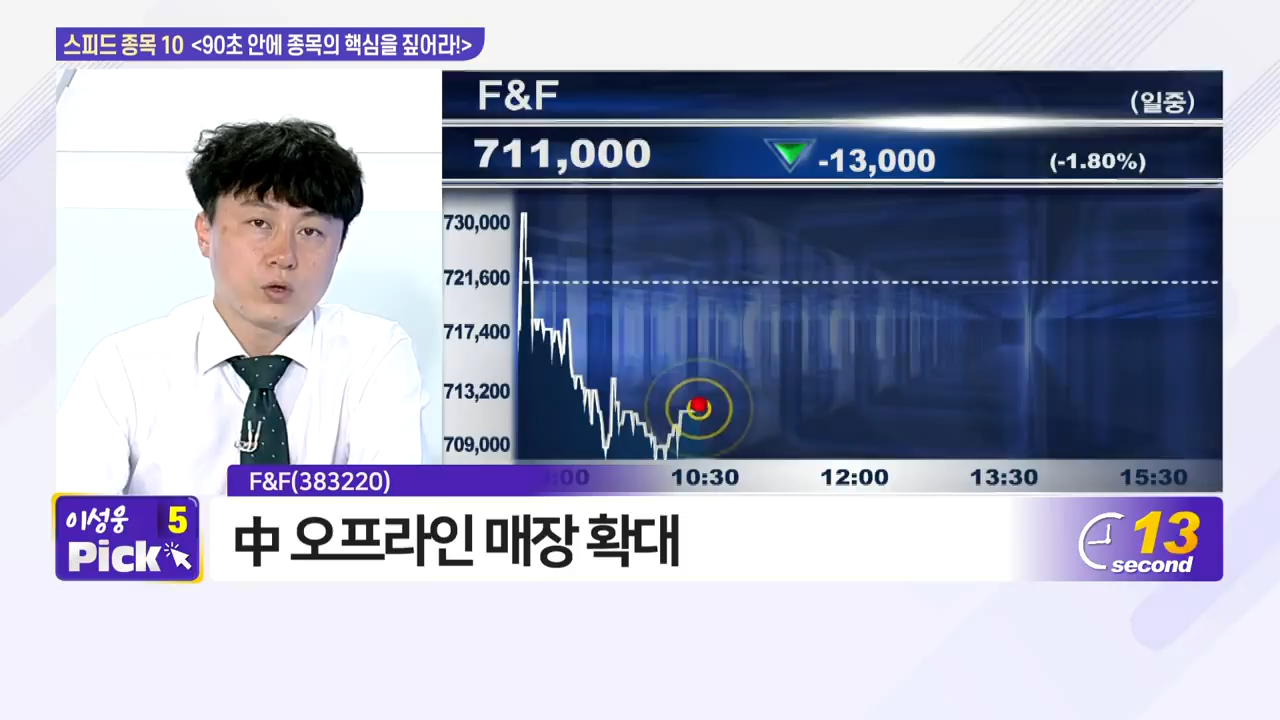 스피드 종목 10 <90초 안에 종목의 핵심을 짚어라!>
F&F
(일중)
711,000 -13,000 (-1.80%)
730,000
721,600
717,400
713,200
709,000
:00 10:30 12:00 13:30 15:30
F&F(383220)
이성웅 5
Pick
中 오프라인 매장 확대
13
second